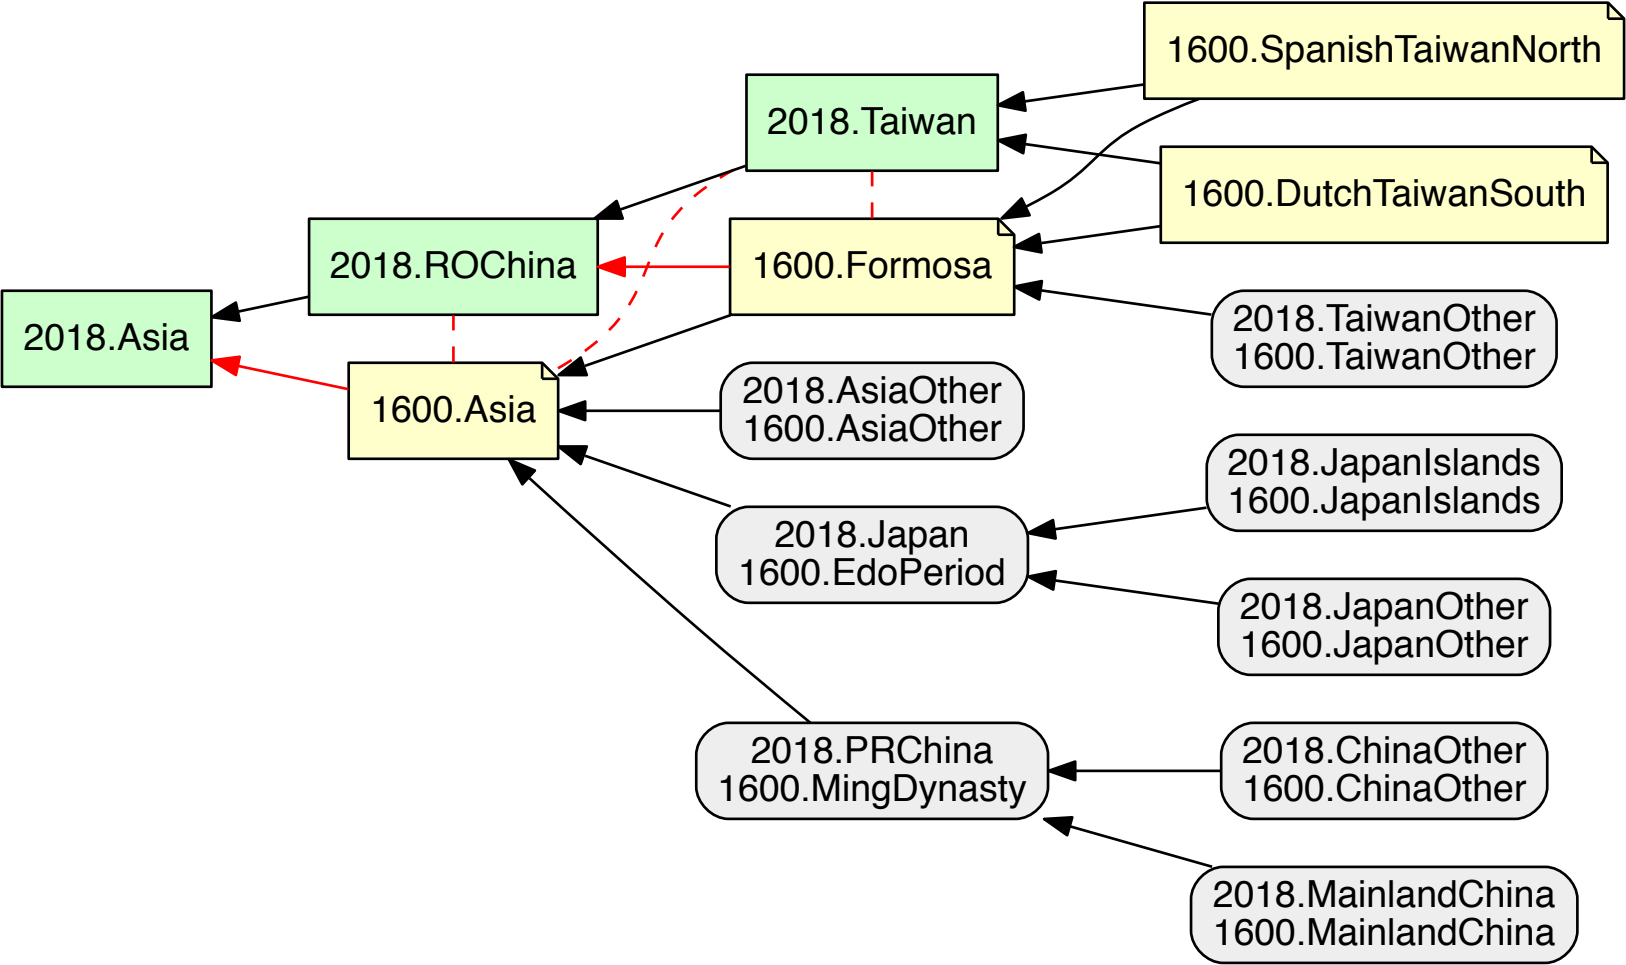 1600.SpanishTaiwanNorth
2018.Taiwan
1600.DutchTaiwanSouth
2018.ROChina
1600.Formosa
2018.Asia
2018.TaiwanOther
1600.TaiwanOther
1600.Asia
2018.AsiaOther
1600.AsiaOther
2018.JapanIslands
1600.JapanIslands
2018.Japan
1600.EdoPeriod
2018.JapanOther
1600.JapanOther
2018.PRChina
1600.MingDynasty
2018.ChinaOther
1600.ChinaOther
2018.MainlandChina
1600.MainlandChina